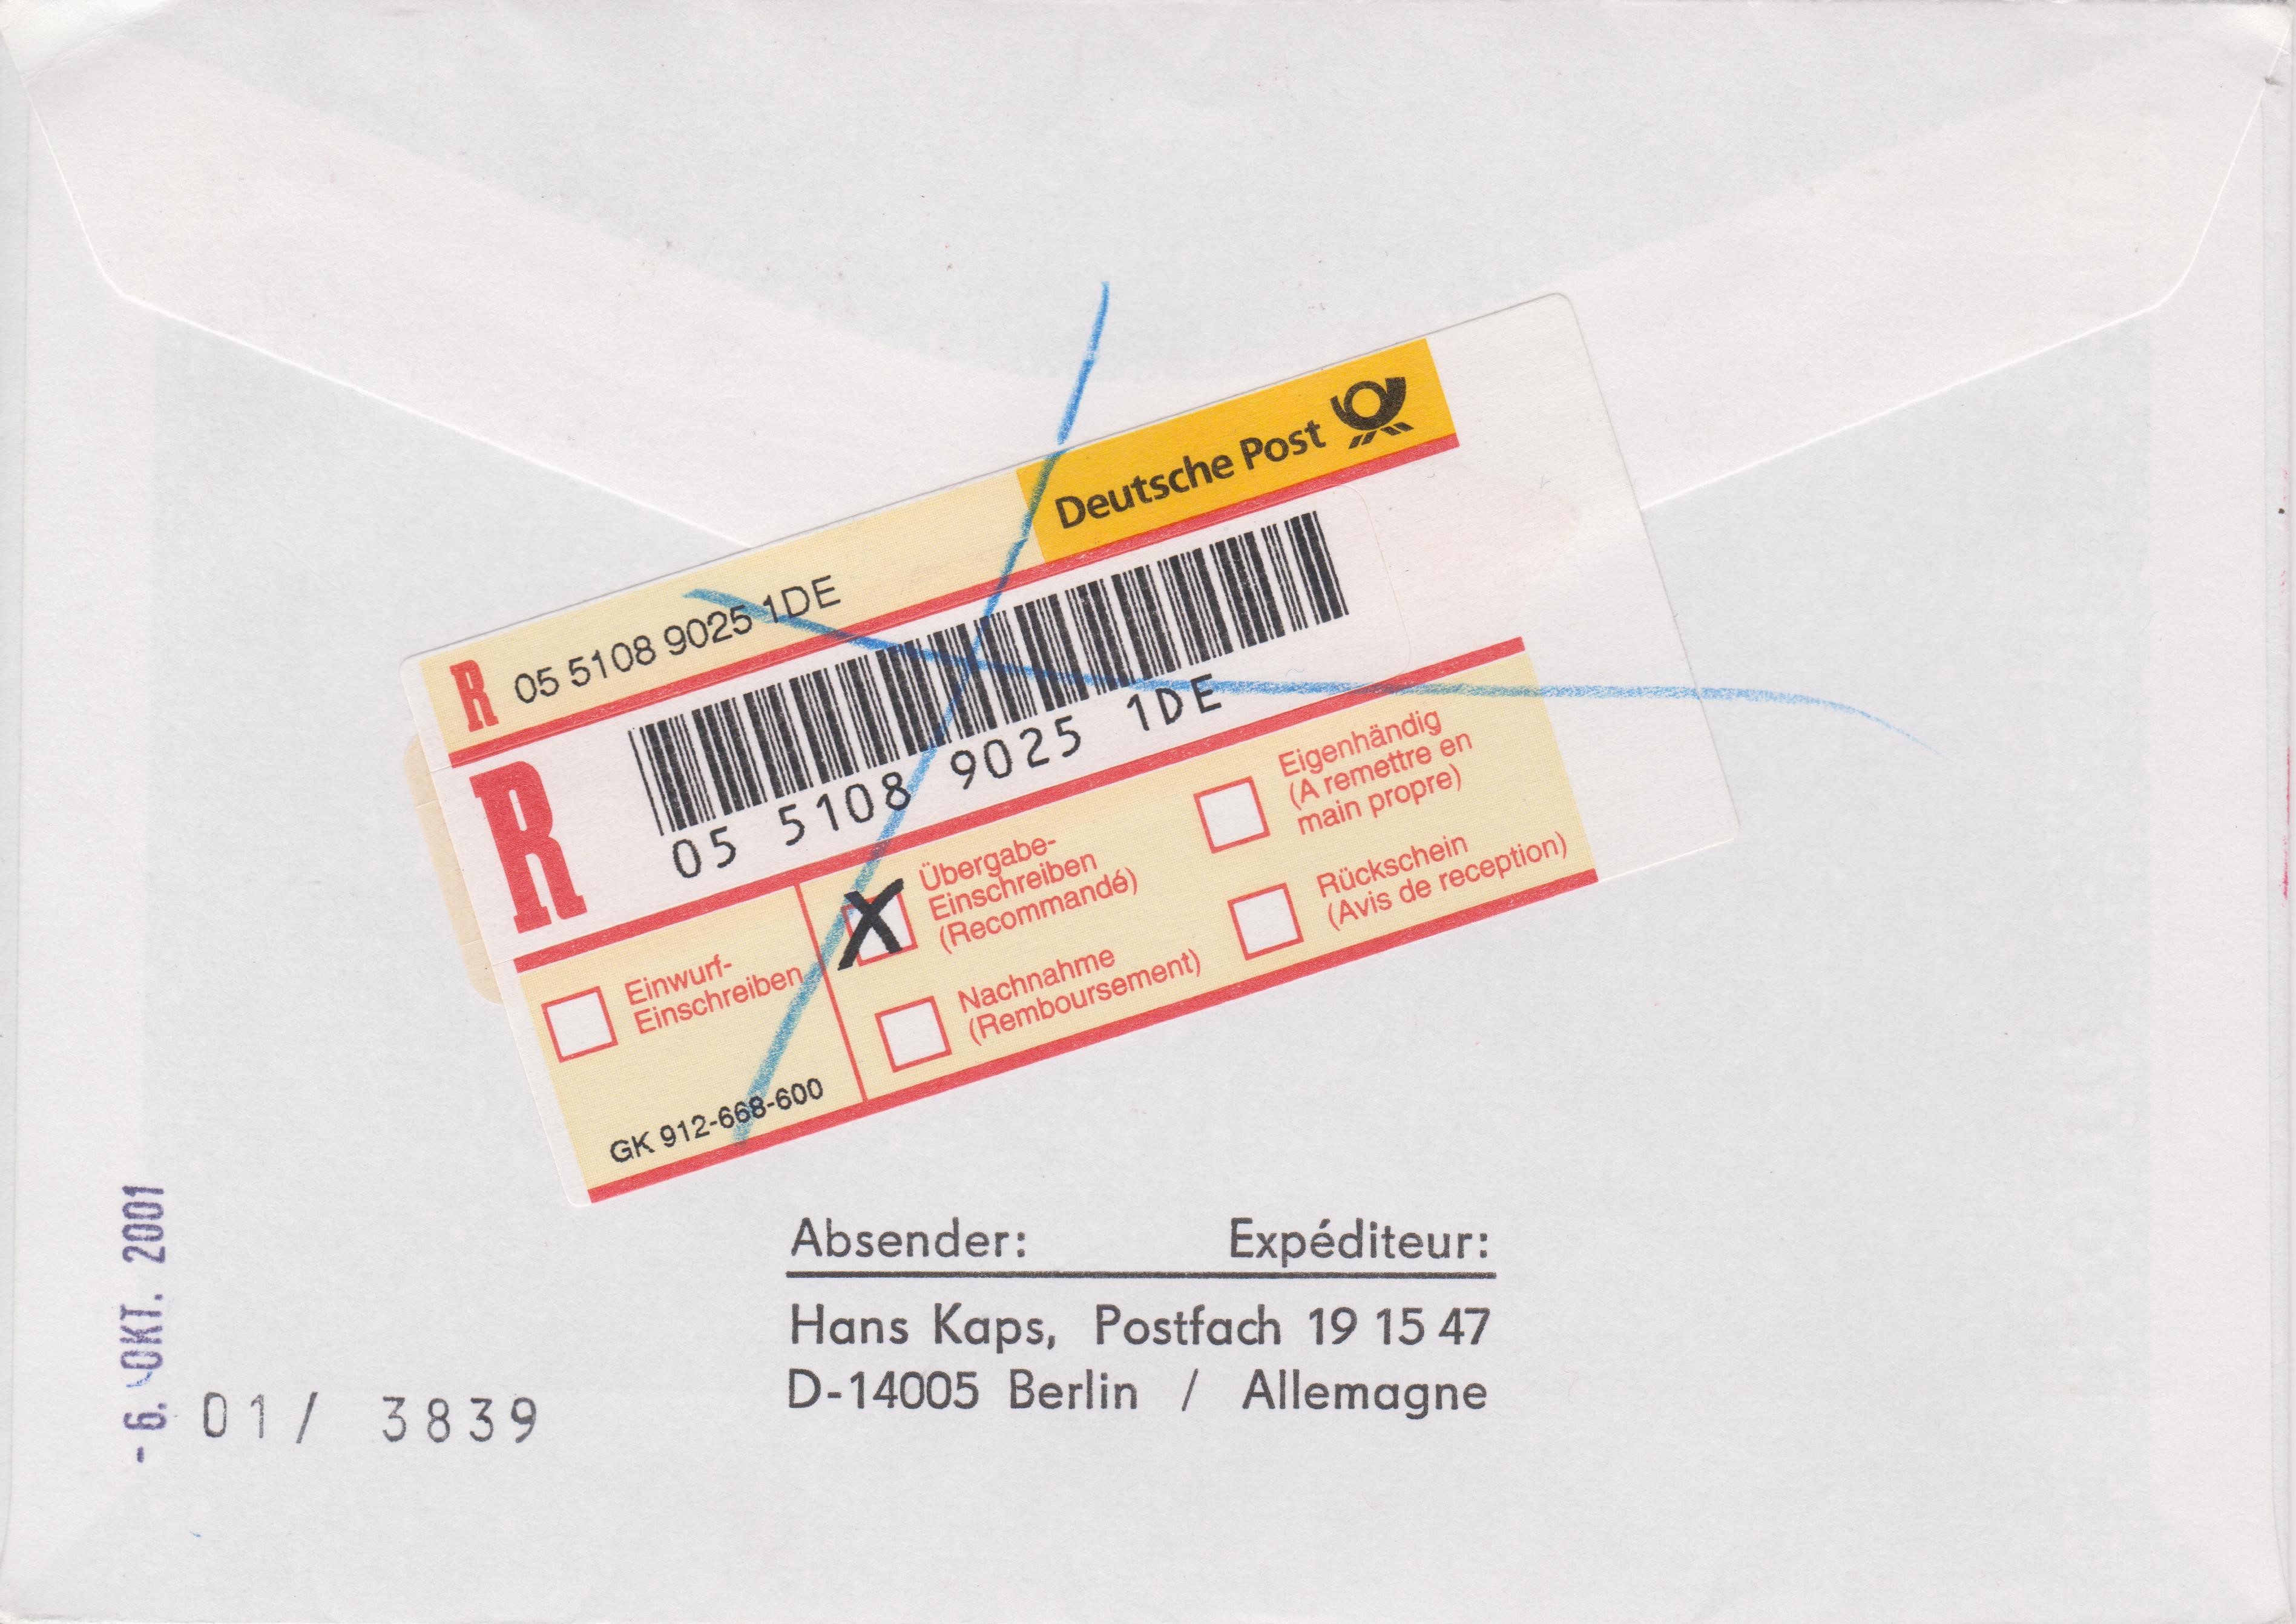 Deutsche Post
R 05 5108 9025 1DE
R
05 5108 9025 1DE
Einwurf-
Einschreiben
GK 912-668-600
X Übergabe-
Einschreiben
(Recommandé)
Nachnahme
(Remboursement)
Eigenhändig
(A remettre en
main propre)
Rückschein
(Avis de reception)
Absender: Expéditeur:
Hans Kaps, Postfach 19 15 47
D-14005 Berlin / Allemagne
-6. OKT. 2001
01/ 3839